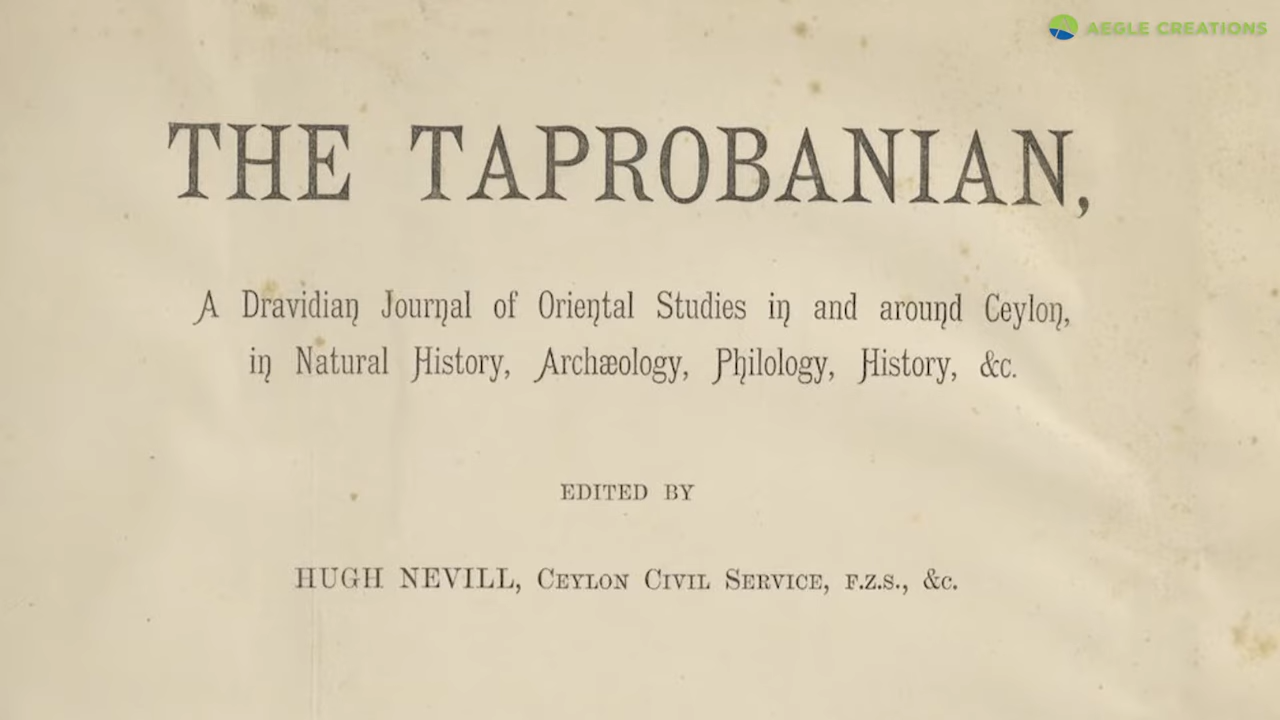 AEGLE CREATIONS
THE TAPROBANIAN,
A Dravidian Journal of Oriental Studies in and around Ceylon,
in Natural History, Archæology, Philology, History, &c.
EDITED BY
HUGH NEVILL, CEYLON CIVIL SERVICE, F.Z.S., &c.